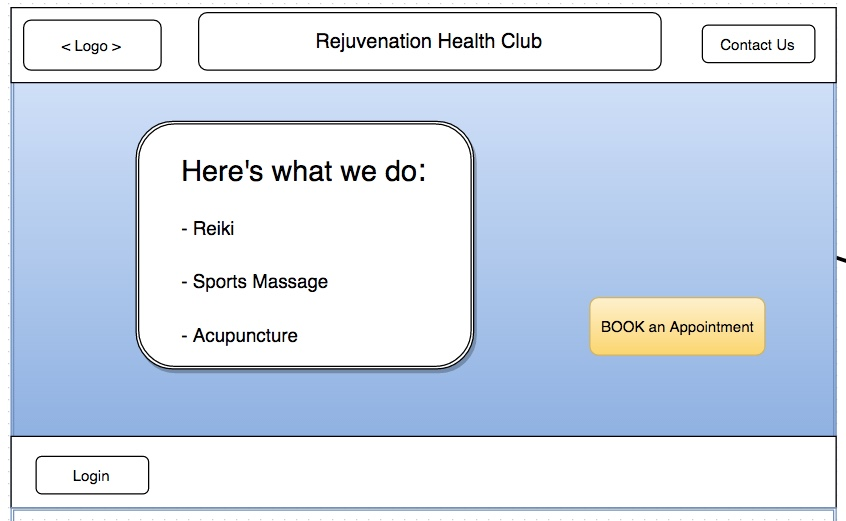 < Logo >
Rejuvenation Health Club
Contact Us
Here's what we do:
- Reiki
- Sports Massage
- Acupuncture
BOOK an Appointment
Login